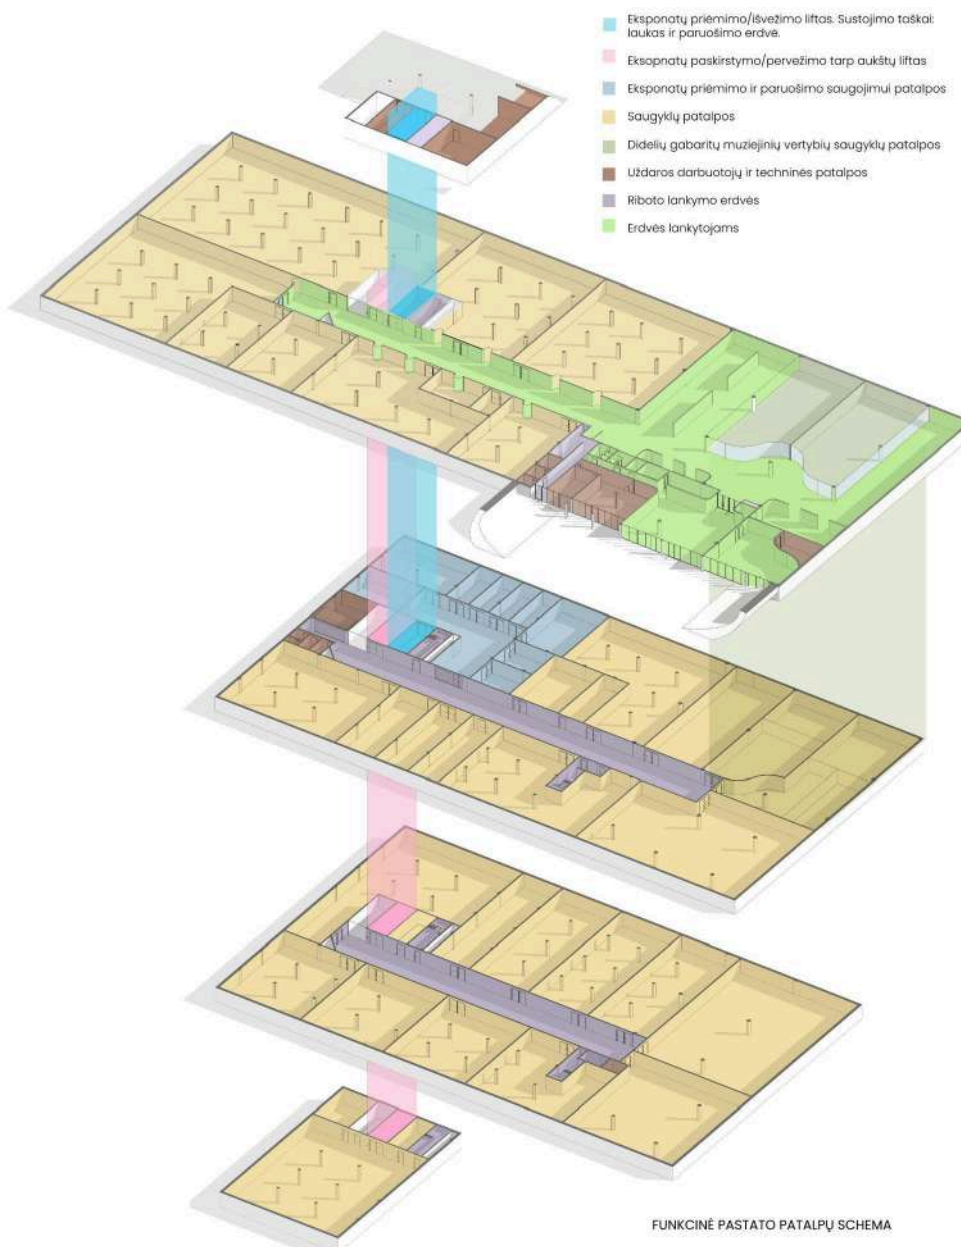 Eksponatų priėmimo/išvežimo liftas. Sustojimo taškai:
laukas ir paruošimo erdvė.
Eksopnatų paskirstymo/pervežimo tarp aukštų liftas
Eksponatų priėmimo ir paruošimo saugojimui patalpos
Saugyklų patalpos
Didelių gabaritų muziejinių vertybių saugyklų patalpos
Uždaros darbuotojų ir techninės patalpos
Riboto lankymo erdvės
Erdvės lankytojams
FUNKCINĖ PASTATO PATALPŲ SCHEMA